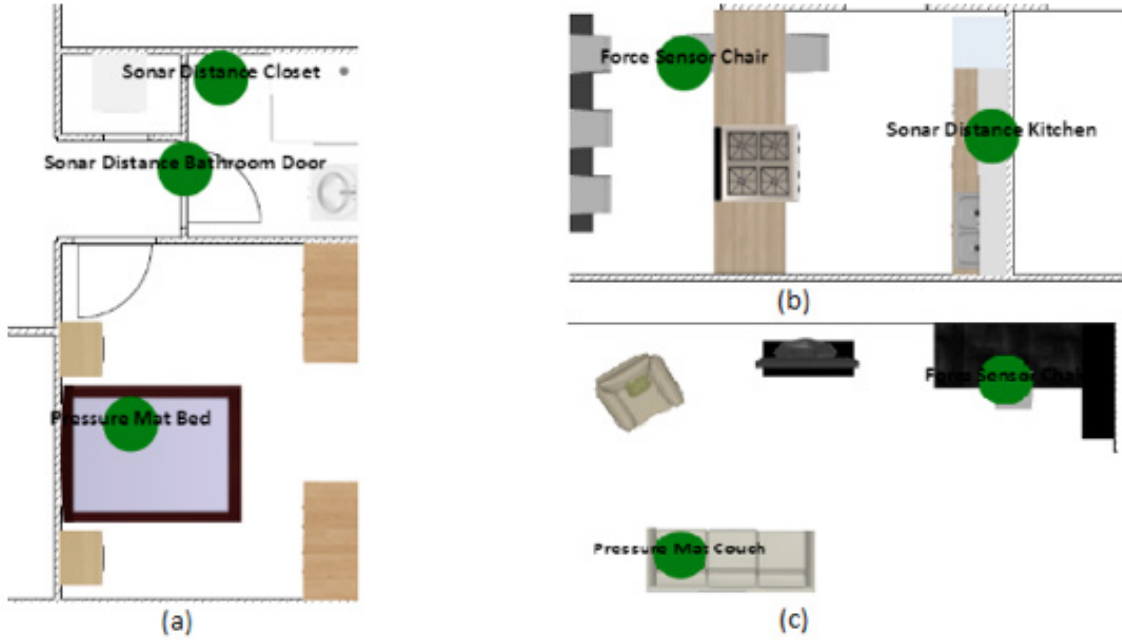 Sonar Distance Closet
Sonar Distance Bathroom Door
Pressure Mat Bed
(a)
Force Sensor Chair
Sonar Distance Kitchen
(b)
Force Sensor Chair
Pressure Mat Couch
(c)